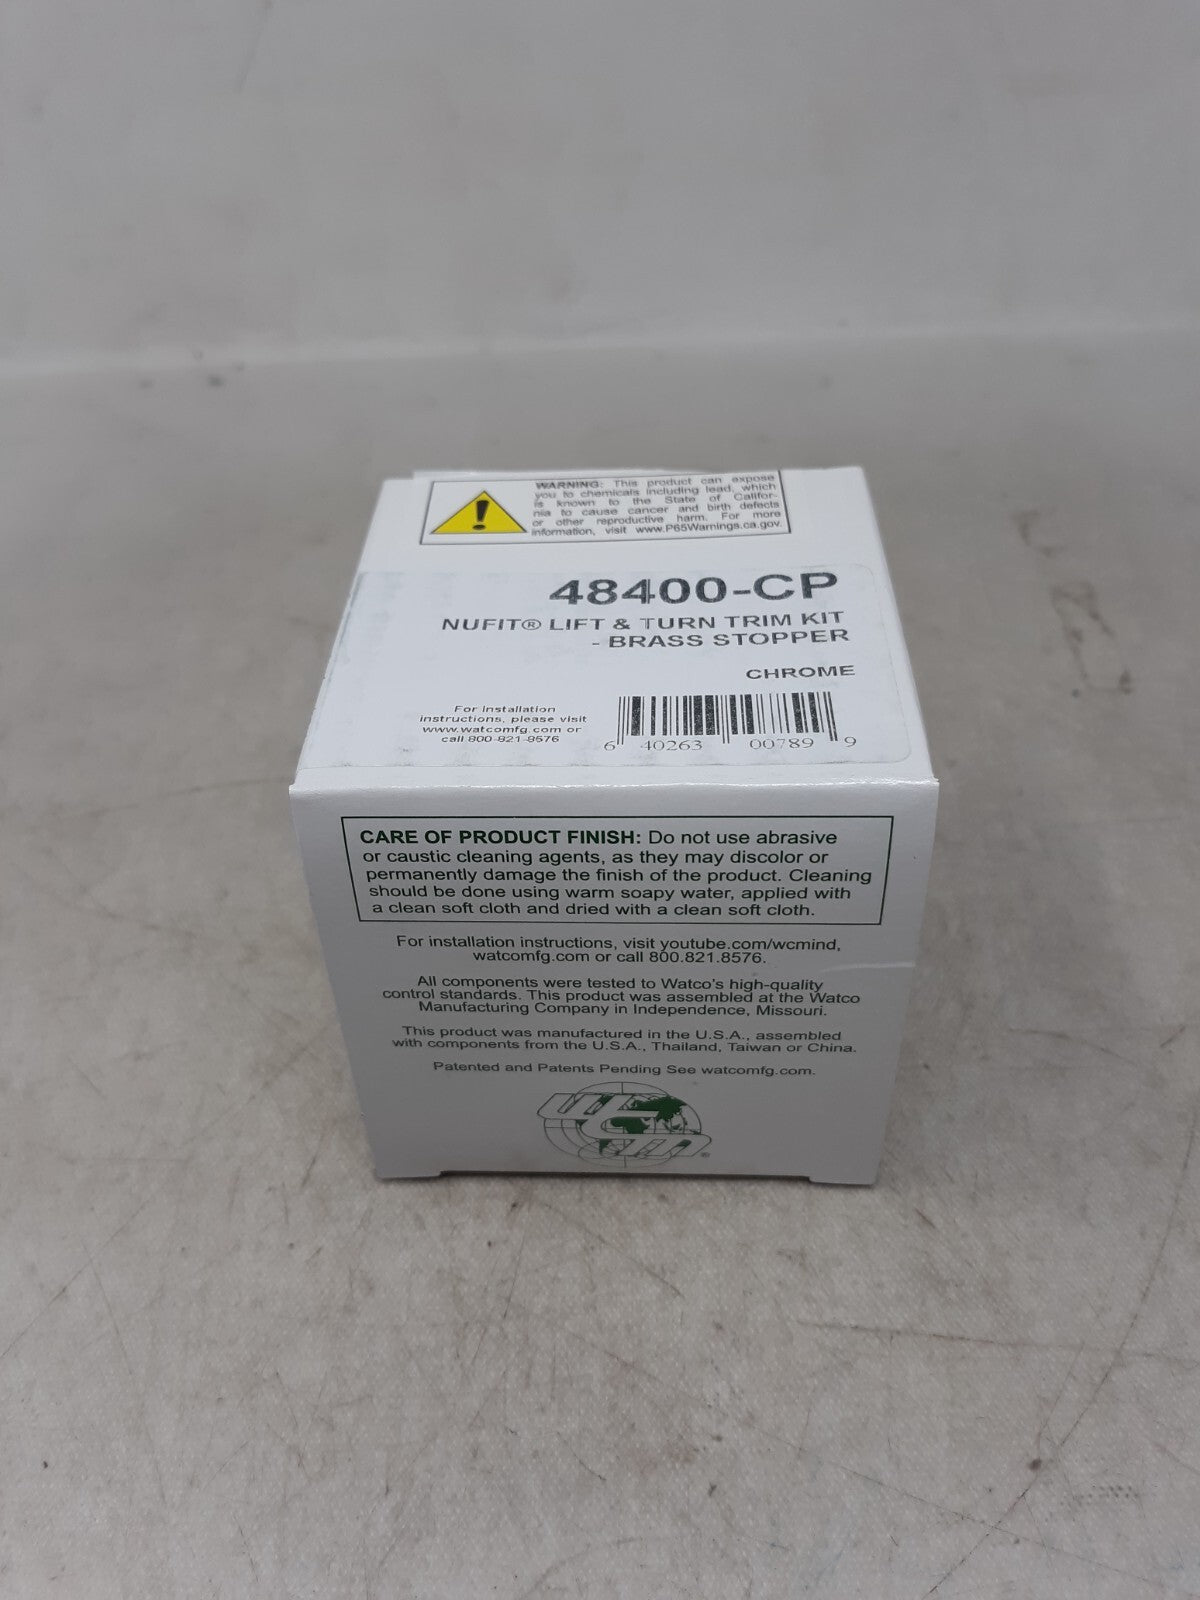 WARNING: This product can expose
you to chemicals including lead, which
is known to the State of Califor-
nia to cause cancer and birth defects
or other reproductive harm. For more
information, visit www.P65Warnings.ca.gov.
48400-CP
NUFIT® LIFT & TURN TRIM KIT
- BRASS STOPPER
CHROME
For installation
instructions, please visit
www.watcomfg.com or
call 800-821-8576
6 40263 00789 9
CARE OF PRODUCT FINISH: Do not use abrasive
or caustic cleaning agents, as they may discolor or
permanently damage the finish of the product. Cleaning
should be done using warm soapy water, applied with
a clean soft cloth and dried with a clean soft cloth.
For installation instructions, visit youtube.com/wcmind,
watcomfg.com or call 800.821.8576.
All components were tested to Watco's high-quality
control standards. This product was assembled at the Watco
Manufacturing Company in Independence, Missouri.
This product was manufactured in the U.S.A., assembled
with components from the U.S.A., Thailand, Taiwan or China.
Patented and Patents Pending See watcomfg.com.
®